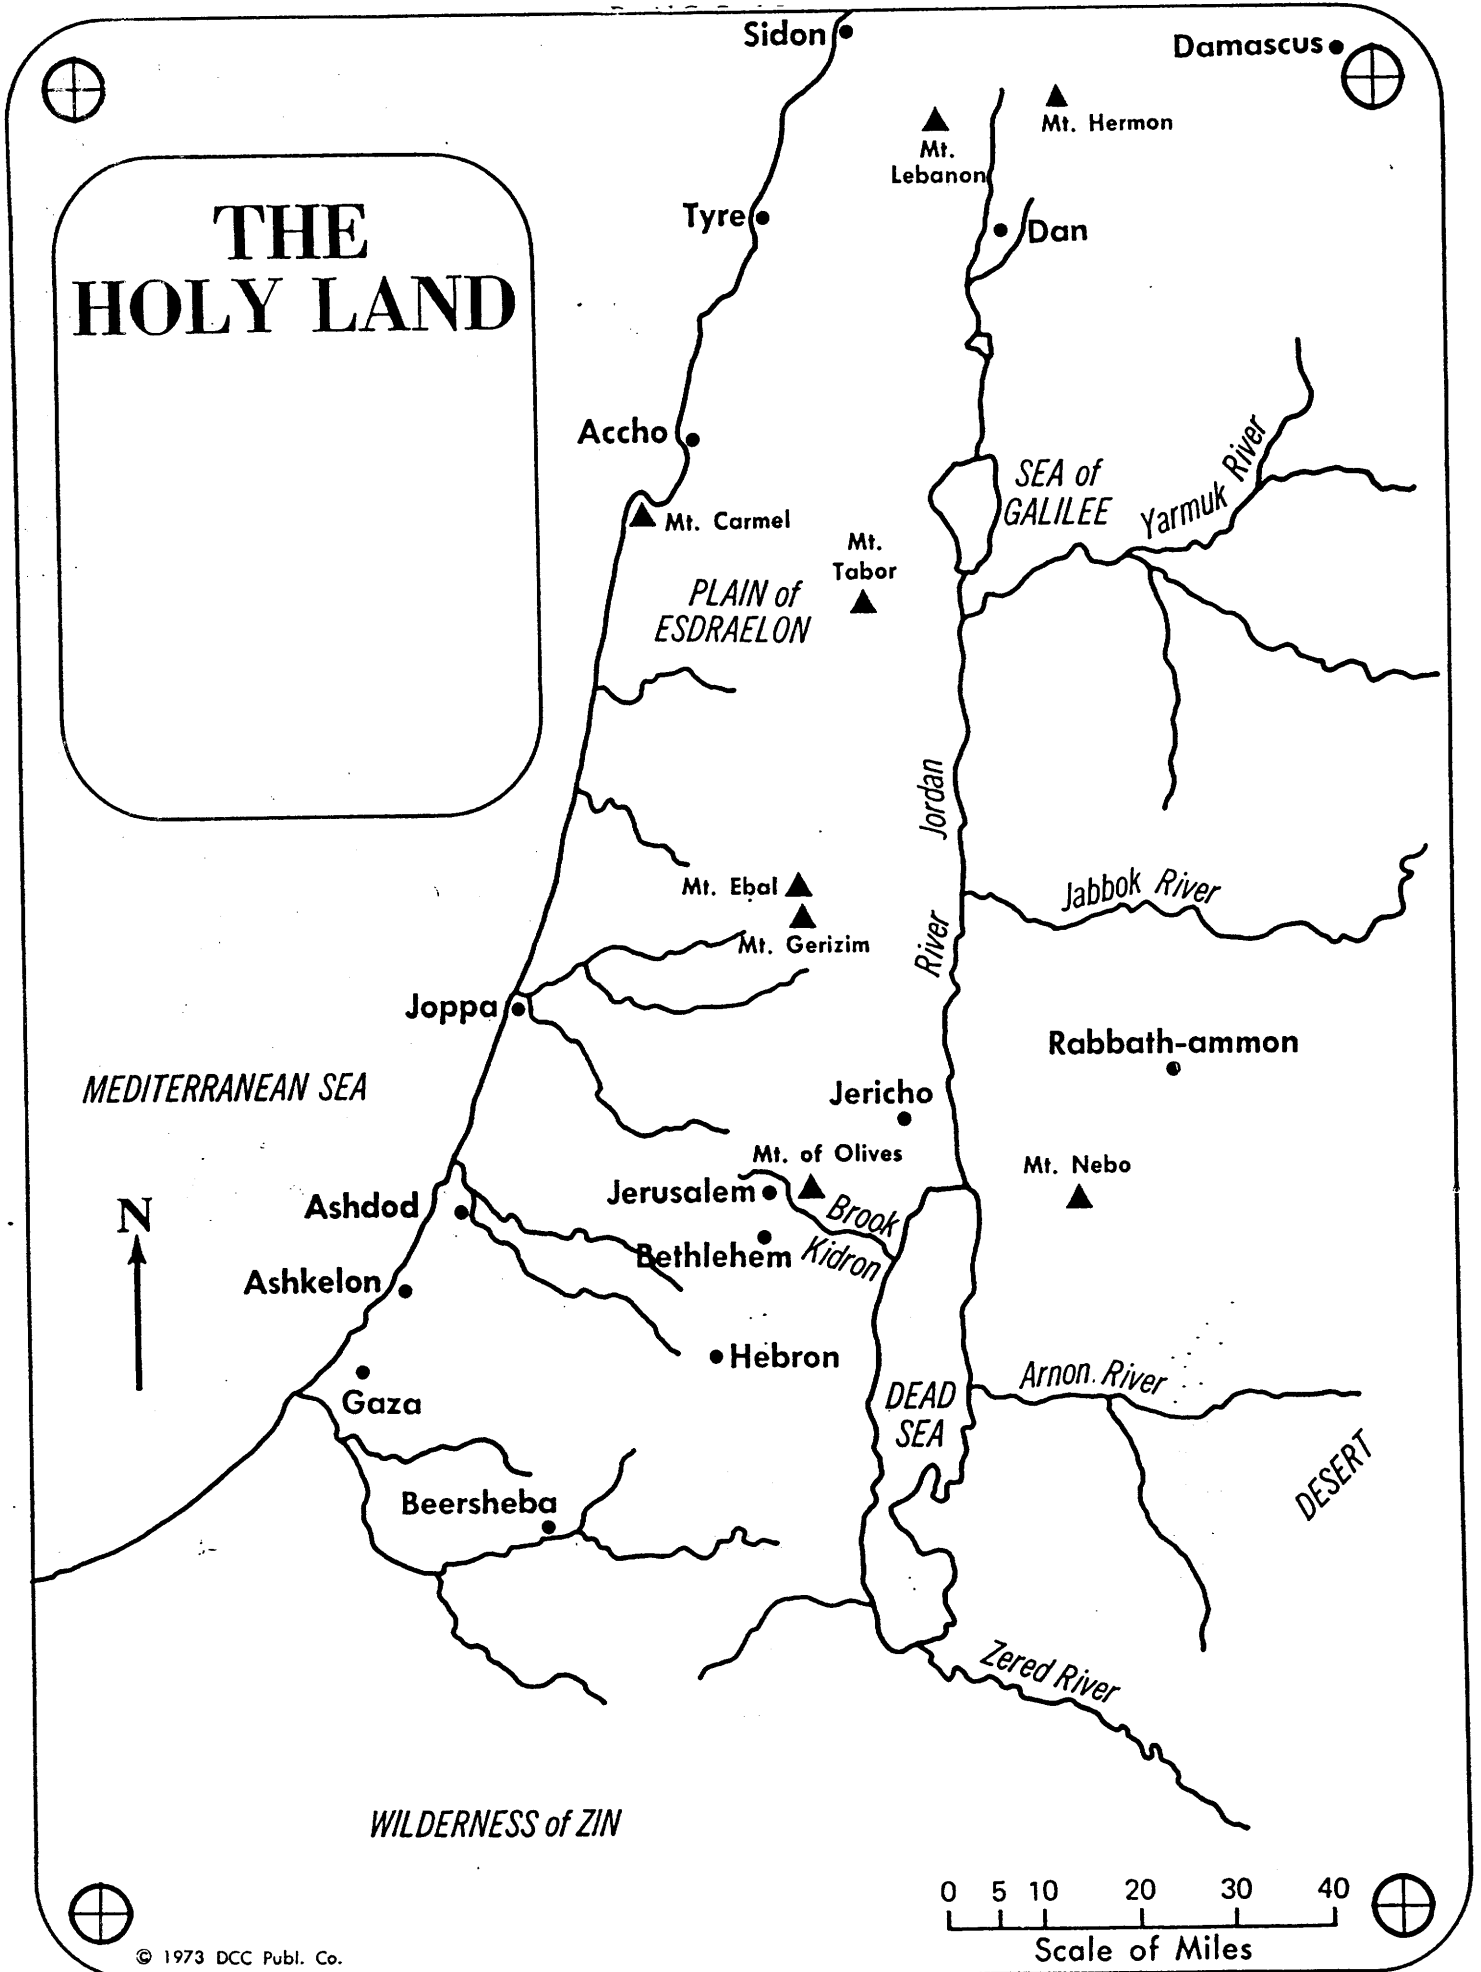 Sidon
Damascus
Mt. Hermon
Mt.
Lebanon
THE
HOLY LAND
Tyre
Dan
Accho
SEA of
GALILEE
Yarmuk River
Mt. Carmel
Mt.
Tabor
PLAIN of
ESDRAELON
Jordan
River
Mt. Ebal
Jabbok River
Mt. Gerizim
Joppa
Rabbath-ammon
MEDITERRANEAN SEA
Jericho
Mt. of Olives
Mt. Nebo
Jerusalem
N
Ashdod
Brook
Kidron
Bethlehem
Ashkelon
Hebron
Arnon River
Gaza
DEAD
SEA
DESERT
Beersheba
Zered River
WILDERNESS of ZIN
0 5 10 20 30 40
Scale of Miles
© 1973 DCC Publ. Co.